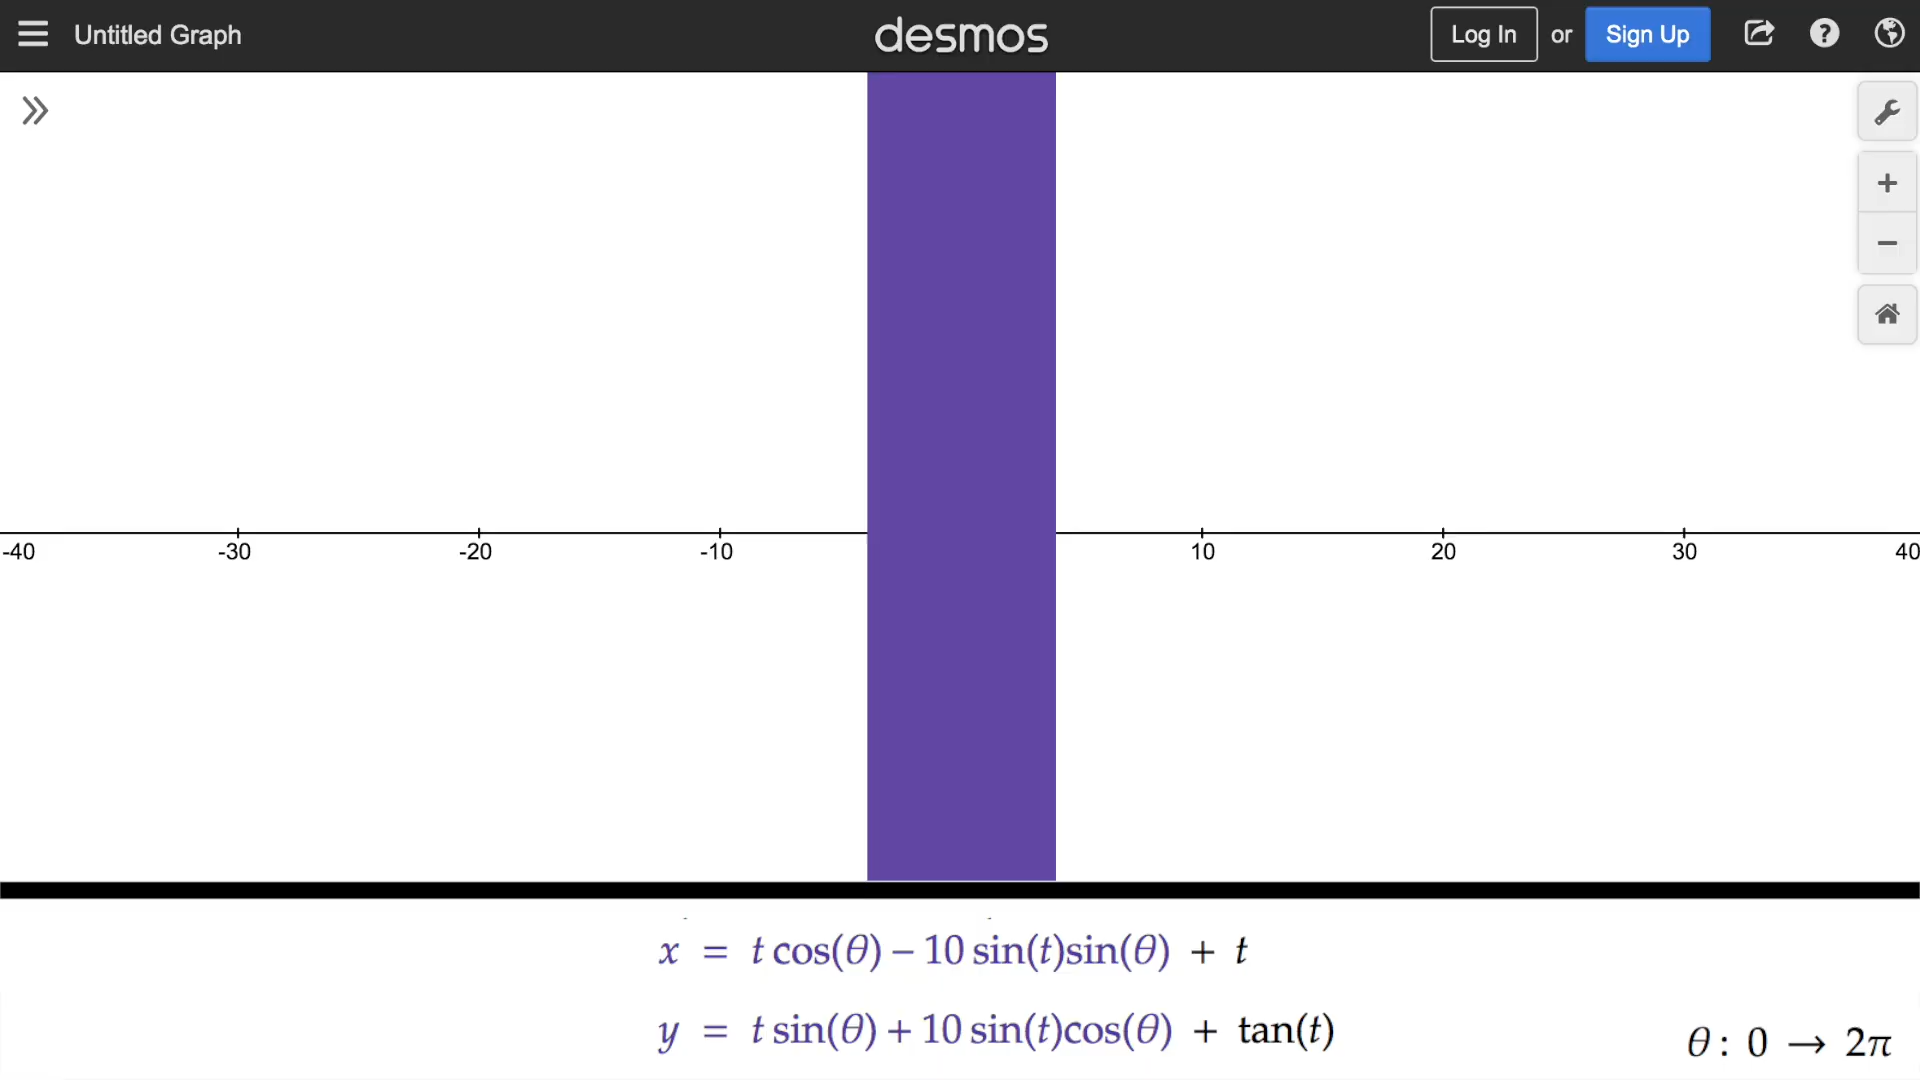 Untitled Graph
desmos
Log In or Sign Up
-40 -30 -20 -10 10 20 30 40
x = t cos(θ) – 10 sin(t)sin(θ) + t
y = t sin(θ) + 10 sin(t)cos(θ) + tan(t)
θ : 0 → 2π